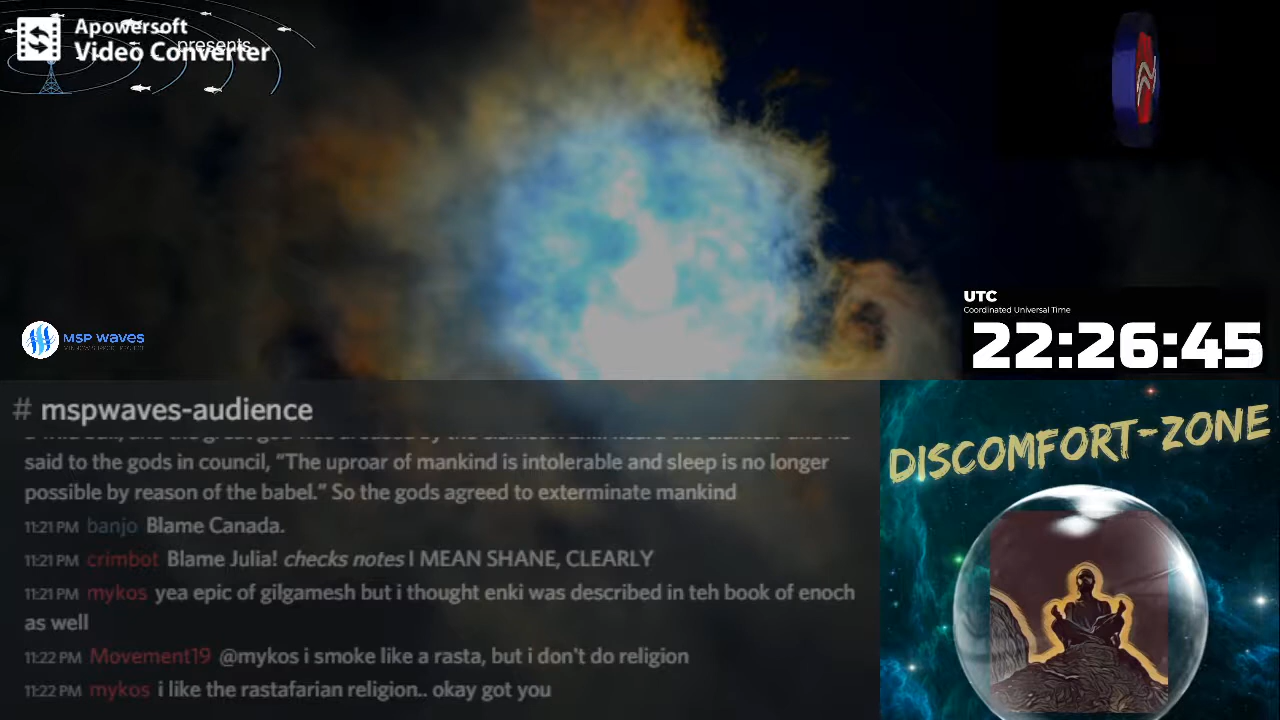 Apowersoft
Video Converter
presents
MSP WAVES
UTC
Coordinated Universal Time
22:26:45
# mspwaves-audience
said to the gods in council, “The uproar of mankind is intolerable and sleep is no longer
possible by reason of the babel.” So the gods agreed to exterminate mankind
11:21 PM banjo Blame Canada.
11:21 PM crimbot Blame Julia! checks notes I MEAN SHANE, CLEARLY
11:21 PM mykos yea epic of gilgamesh but i thought enki was described in teh book of enoch
as well
11:22 PM Movement19 @mykos i smoke like a rasta, but i don't do religion
11:22 PM mykos i like the rastafarian religion.. okay got you
DISCOMFORT-ZONE